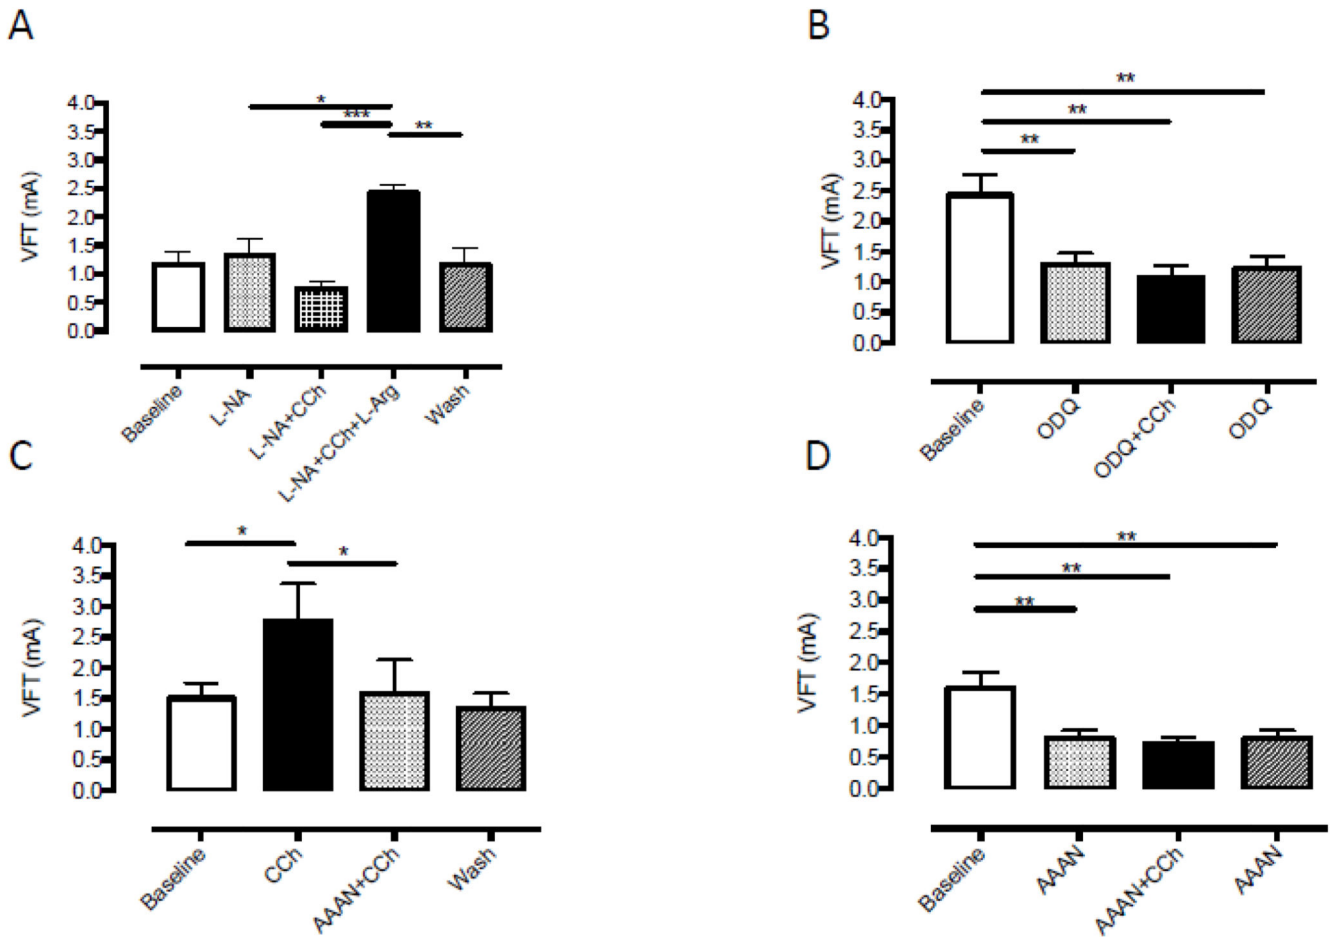 A
VFT (mA)
4.0
3.5
3.0
2.5
2.0
1.5
1.0
0.5
0.0
*
***
**
Baseline
L-NA
L-NA+CCh
L-NA+CCh+L-Arg
Wash
B
VFT (mA)
4.0
3.5
3.0
2.5
2.0
1.5
1.0
0.5
0.0
**
**
**
Baseline
ODQ
ODQ+CCh
ODQ
C
VFT (mA)
4.0
3.5
3.0
2.5
2.0
1.5
1.0
0.5
0.0
*
*
Baseline
CCh
AAAN+CCh
Wash
D
VFT (mA)
4.0
3.5
3.0
2.5
2.0
1.5
1.0
0.5
0.0
**
**
**
Baseline
AAAN
AAAN+CCh
AAAN